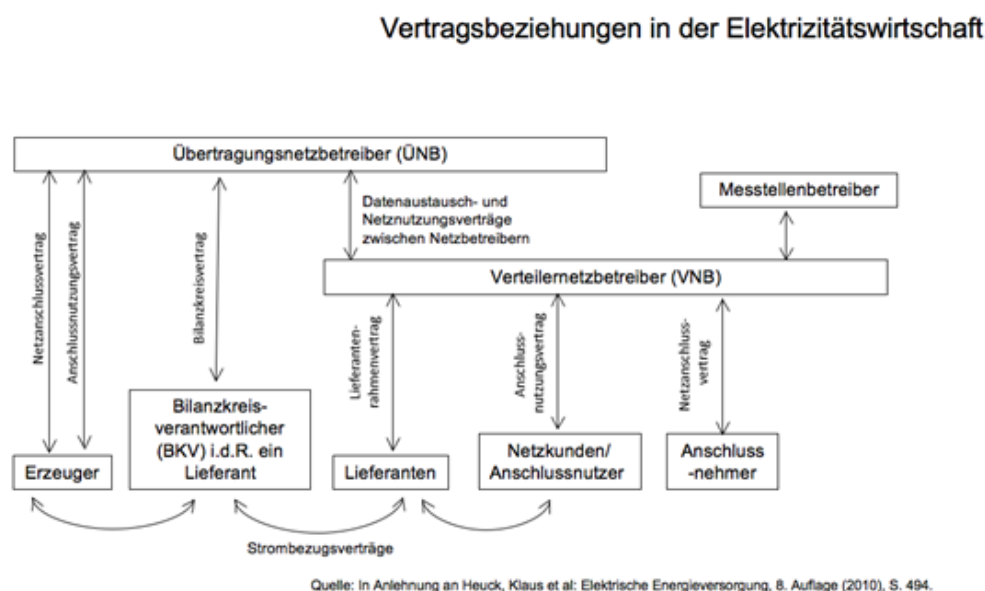 Vertragsbeziehungen in der Elektrizitätswirtschaft
Übertragungsnetzbetreiber (ÜNB)
Messtellenbetreiber
Netzanschlussvertrag
Anschlussnutzungsvertrag
Bilanzkreisvertrag
Datenaustausch- und
Netznutzungsverträge
zwischen Netzbetreibern
Verteilernetzbetreiber (VNB)
Lieferanten-
rahmenvertrag
Anschluss-
nutzungsvertrag
Netzanschluss-
vertrag
Erzeuger
Bilanzkreis-
verantwortlicher
(BKV) i.d.R. ein
Lieferant
Lieferanten
Netzkunden/
Anschlussnutzer
Anschluss
-nehmer
Strombezugsverträge
Quelle: In Anlehnung an Heuck, Klaus et al: Elektrische Energieversorgung, 8. Auflage (2010), S. 494.